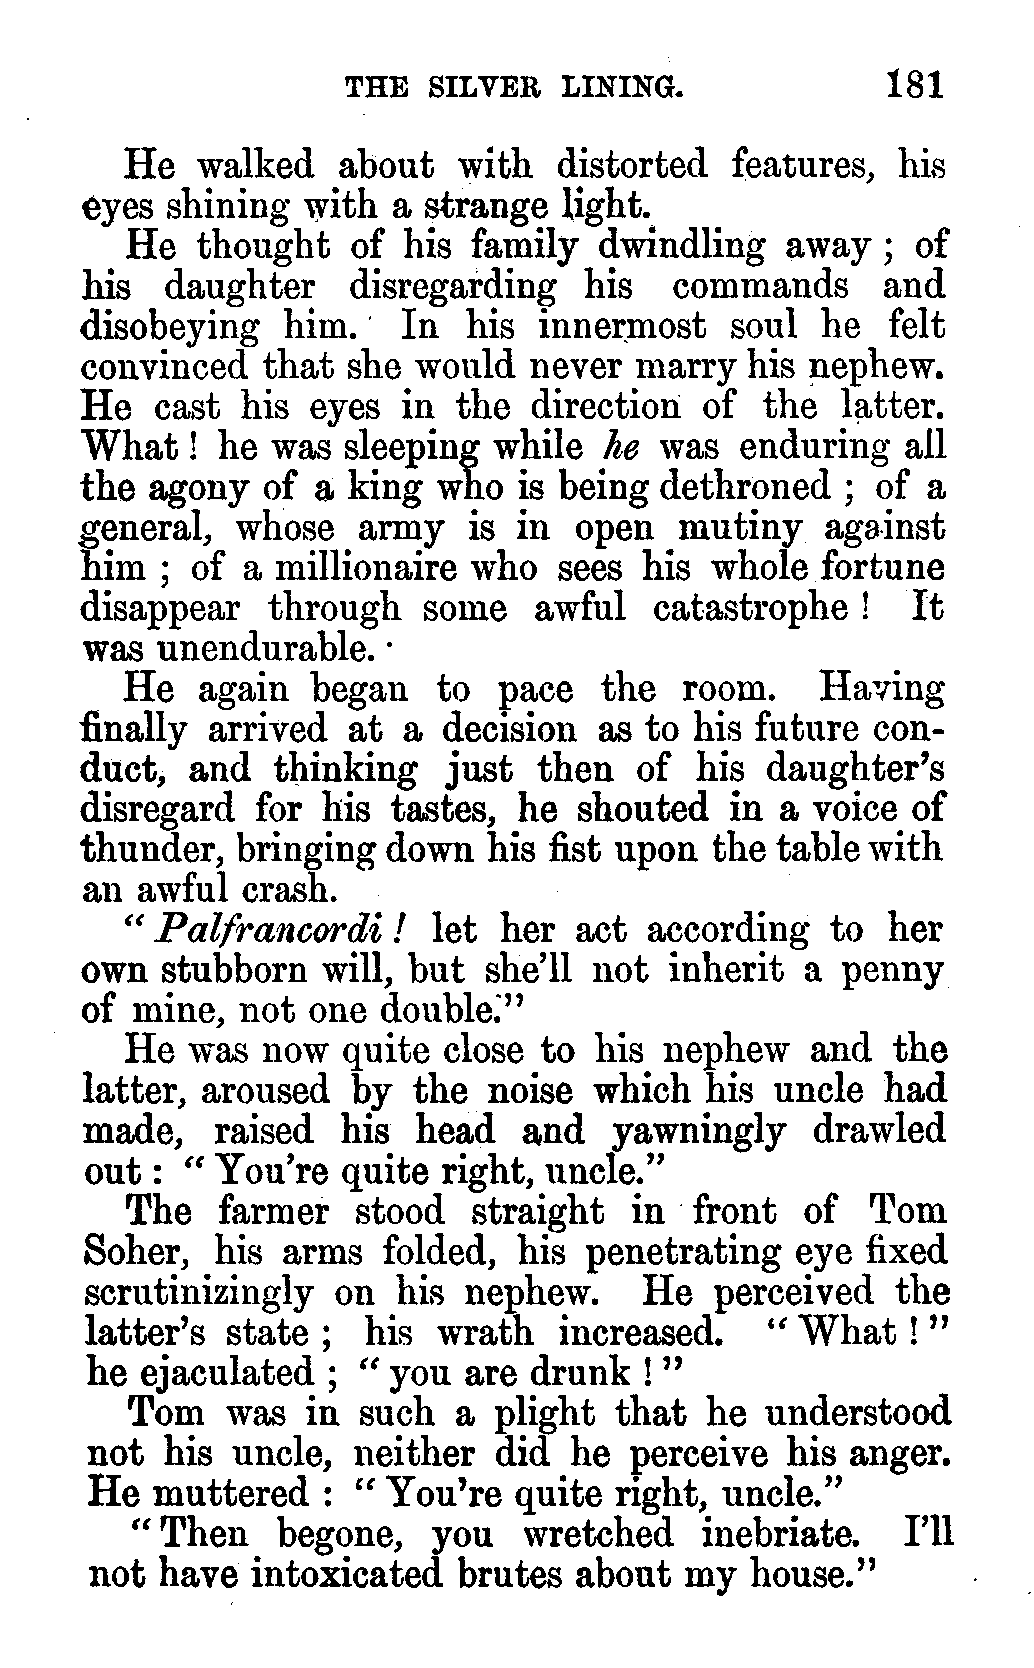 THE SILVER LINING. 181
He walked about with distorted features, his
eyes shining with a strange light.
He thought of his family dwindling away ; of
his daughter disregarding his commands and
disobeying him. In his innermost soul he felt
convinced that she would never marry his nephew.
He cast his eyes in the direction of the latter.
What ! he was sleeping while he was enduring all
the agony of a king who is being dethroned ; of a
general, whose army is in open mutiny against
him ; of a millionaire who sees his whole fortune
disappear through some awful catastrophe ! It
was unendurable.
He again began to pace the room. Having
finally arrived at a decision as to his future con-
duct, and thinking just then of his daughter's
disregard for his tastes, he shouted in a voice of
thunder, bringing down his fist upon the table with
an awful crash.
" Palfrancordi ! let her act according to her
own stubborn will, but she'll not inherit a penny
of mine, not one double."
He was now quite close to his nephew and the
latter, aroused by the noise which his uncle had
made, raised his head and yawningly drawled
out : " You're quite right, uncle."
The farmer stood straight in front of Tom
Soher, his arms folded, his penetrating eye fixed
scrutinizingly on his nephew. He perceived the
latter's state ; his wrath increased. " What ! "
he ejaculated ; " you are drunk ! "
Tom was in such a plight that he understood
not his uncle, neither did he perceive his anger.
He muttered : " You're quite right, uncle."
" Then begone, you wretched inebriate. I'll
not have intoxicated brutes about my house."